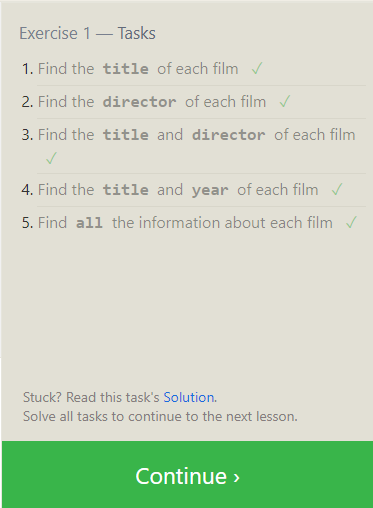 Exercise 1 — Tasks
1. Find the title of each film ✓
2. Find the director of each film ✓
3. Find the title and director of each film
✓
4. Find the title and year of each film ✓
5. Find all the information about each film ✓
Stuck? Read this task's Solution.
Solve all tasks to continue to the next lesson.
Continue ›